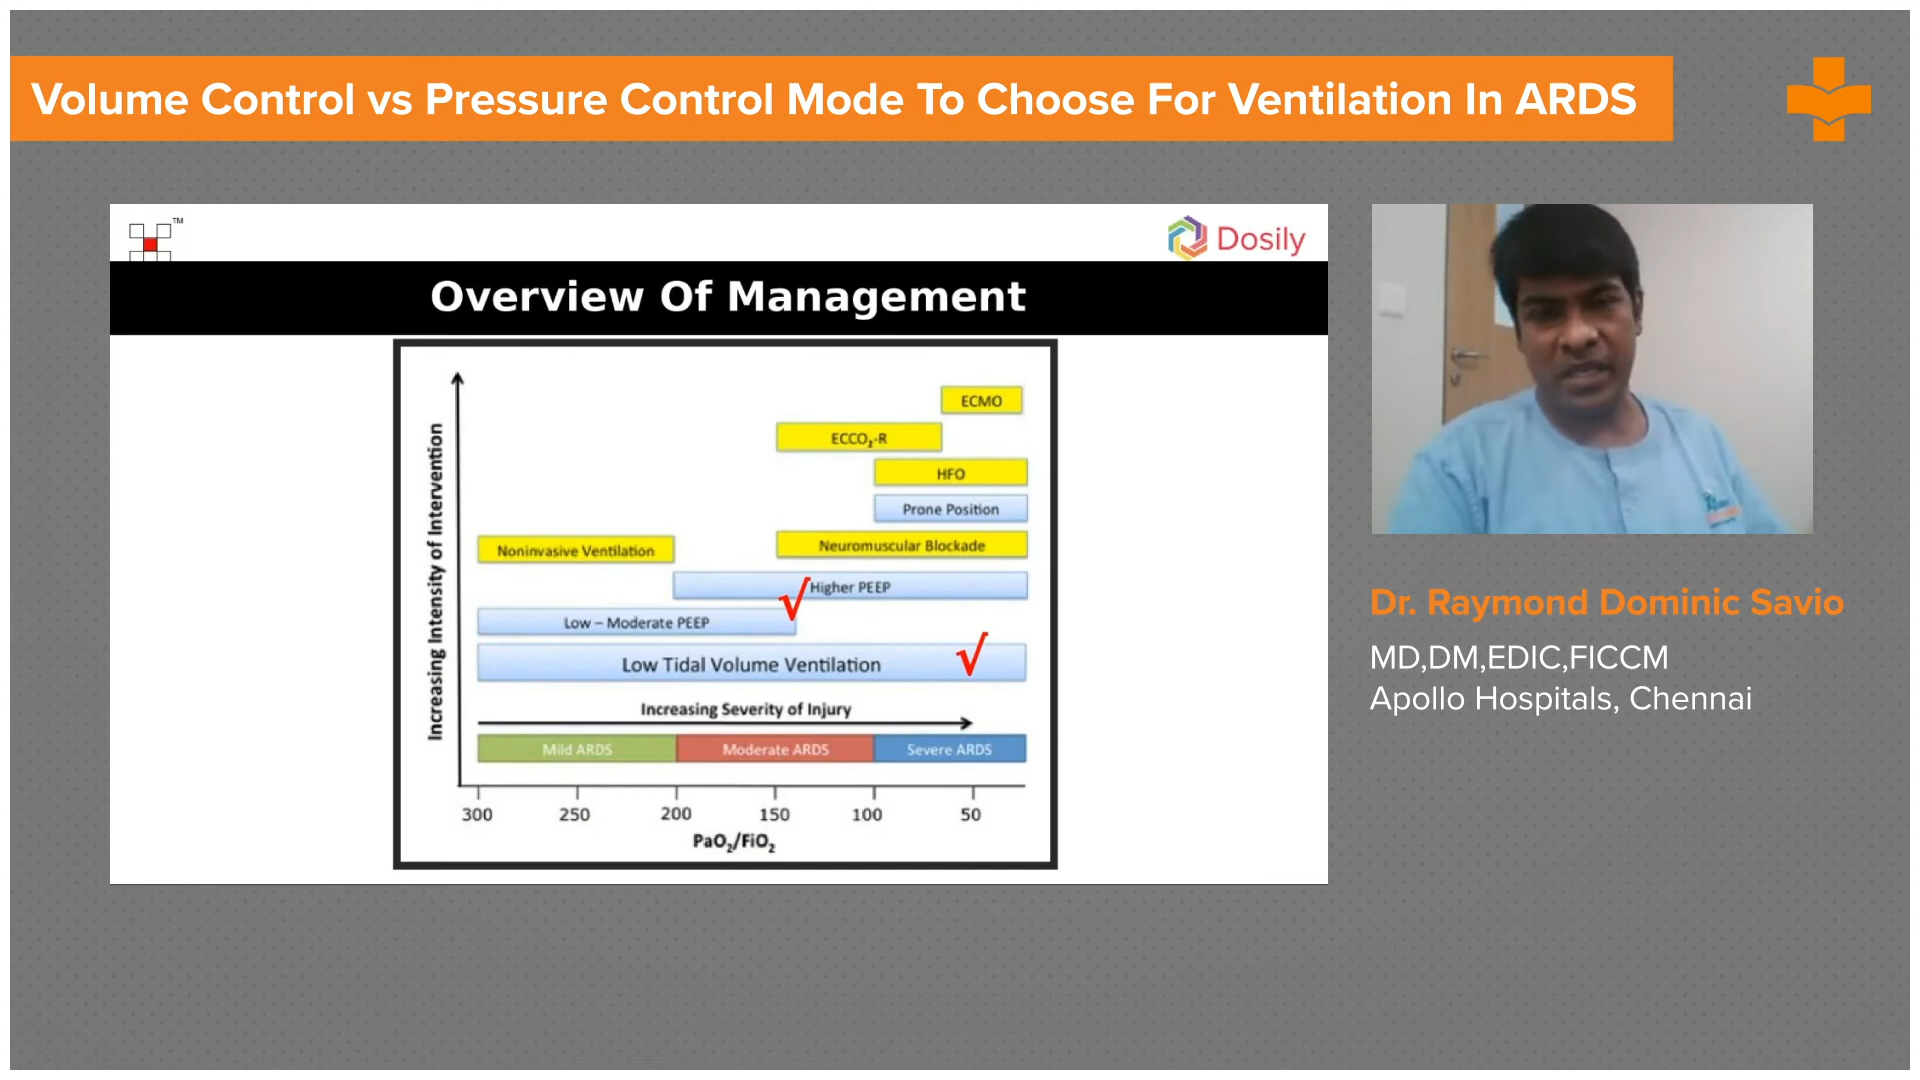 Volume Control vs Pressure Control Mode To Choose For Ventilation In ARDS
TM
Dosily
Overview Of Management
Increasing Intensity of Intervention
ECMO
ECCO₂-R
HFO
Prone Position
Noninvasive Ventilation
Neuromuscular Blockade
Higher PEEP
√
Low – Moderate PEEP
Low Tidal Volume Ventilation
√
Increasing Severity of Injury
Mild ARDS
Moderate ARDS
Severe ARDS
300 250 200 150 100 50
PaO₂/FiO₂
Dr. Raymond Dominic Savio
MD,DM,EDIC,FICCM
Apollo Hospitals, Chennai